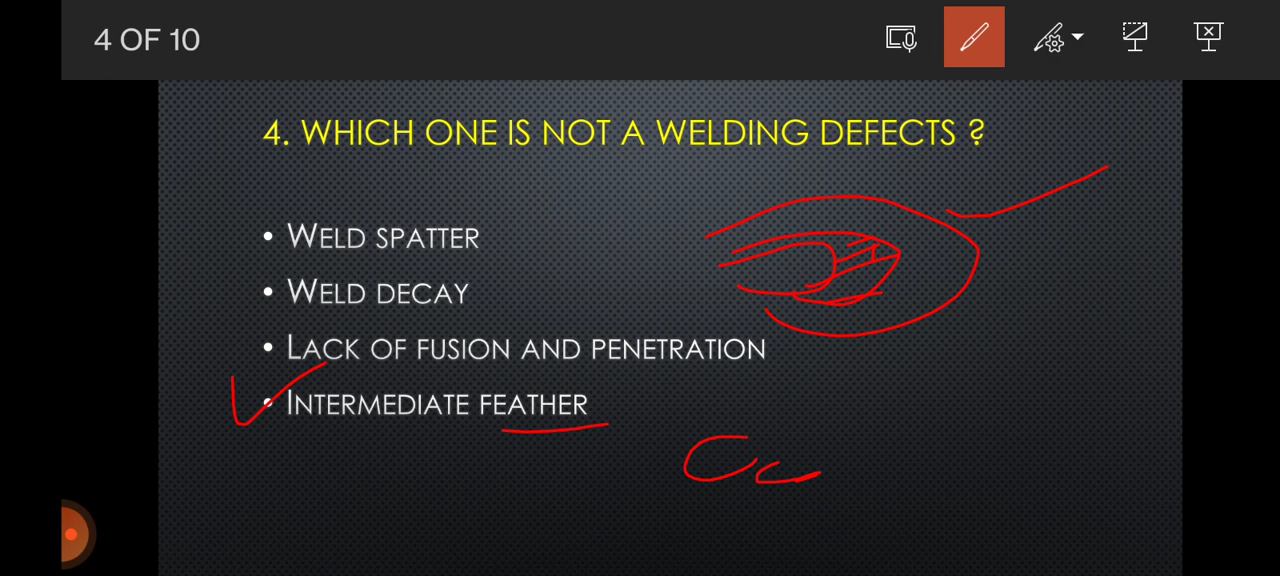 4 OF 10
4. WHICH ONE IS NOT A WELDING DEFECTS ?
• WELD SPATTER
• WELD DECAY
• LACK OF FUSION AND PENETRATION
• INTERMEDIATE FEATHER